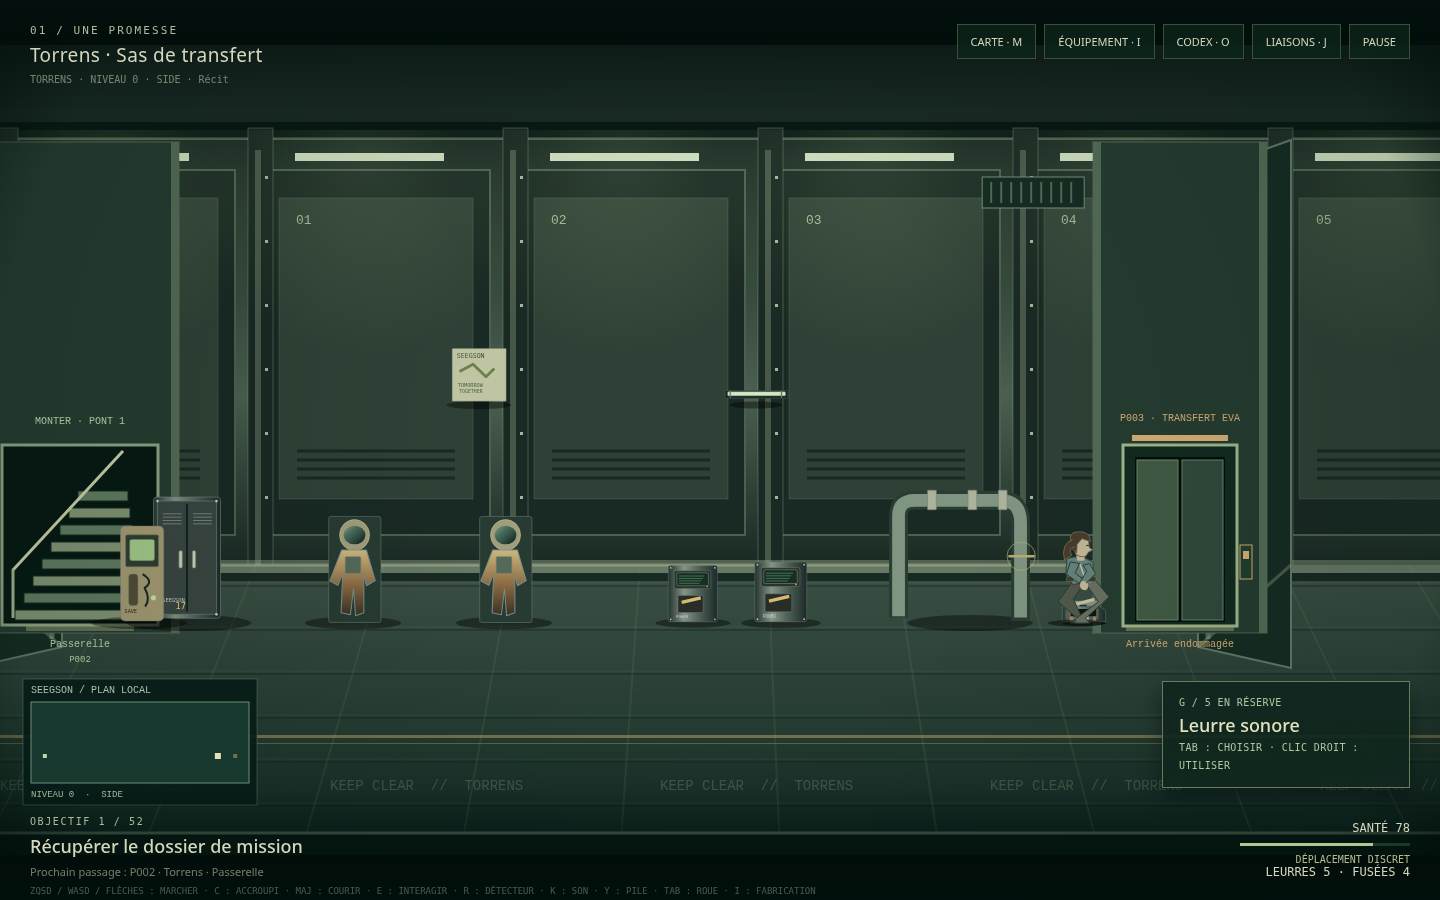 01 / UNE PROMESSE
Torrens · Sas de transfert
TORRENS · NIVEAU 0 · SIDE · Récit
CARTE · M
ÉQUIPEMENT · I
CODEX · O
LIAISONS · J
PAUSE
01
02
03
04
05
SEEGSON
TOMORROW
TOGETHER
MONTER · PONT 1
P003 · TRANSFERT EVA
SEEGSON
17
SAVE
Passerelle
P002
Arrivée endommagée
SEEGSON / PLAN LOCAL
NIVEAU 0 · SIDE
G / 5 EN RÉSERVE
Leurre sonore
TAB : CHOISIR · CLIC DROIT :
UTILISER
KEEP CLEAR // TORRENS
KEEP CLEAR // TORRENS
KEEP CLEAR // TORRENS
OBJECTIF 1 / 52
Récupérer le dossier de mission
Prochain passage : P002 · Torrens · Passerelle
ZQSD / WASD / FLÈCHES : MARCHER · C : ACCROUPI · MAJ : COURIR · E : INTERAGIR · R : DÉTECTEUR · K : SON · Y : PILE · TAB : ROUE · I : FABRICATION
SANTÉ 78
DÉPLACEMENT DISCRET
LEURRES 5 · FUSÉES 4